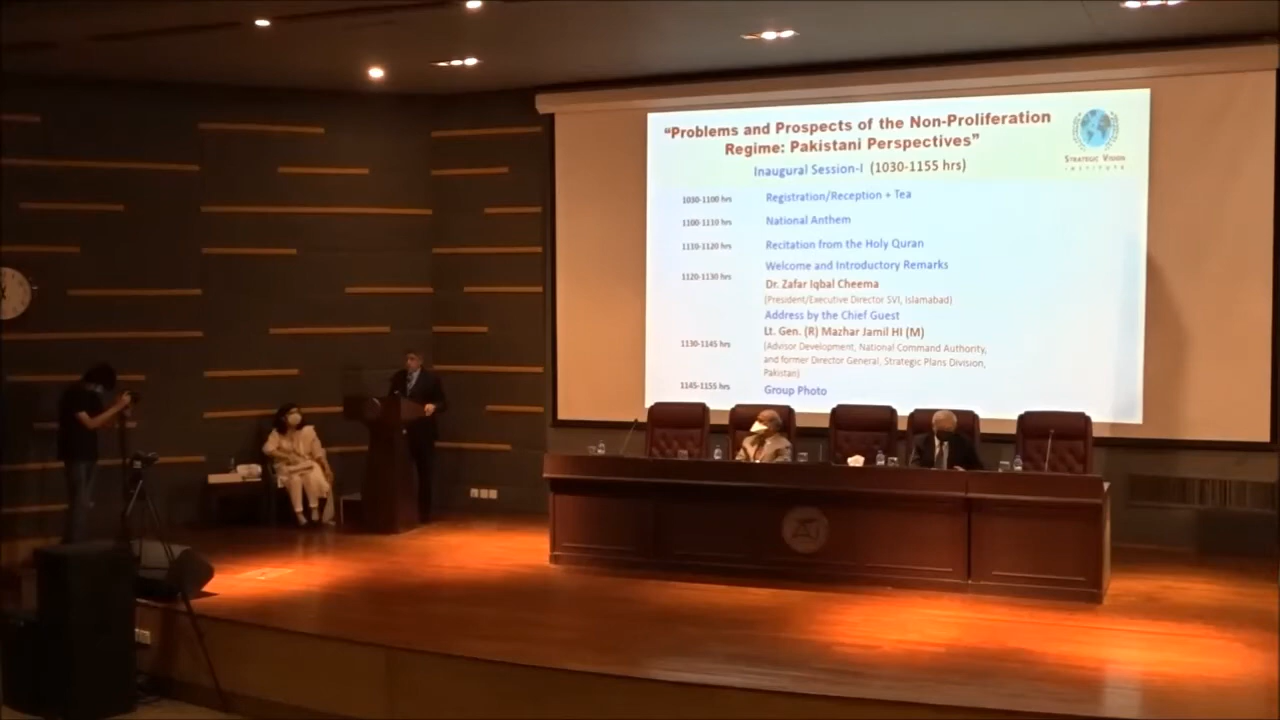 “Problems and Prospects of the Non-Proliferation
Regime: Pakistani Perspectives”
STRATEGIC VISION
INSTITUTE
Inaugural Session-I (1030-1155 hrs)
1030-1100 hrs Registration/Reception + Tea
1100-1110 hrs National Anthem
1110-1120 hrs Recitation from the Holy Quran
Welcome and Introductory Remarks
1120-1130 hrs
Dr. Zafar Iqbal Cheema
(President/Executive Director SVI, Islamabad)
Address by the Chief Guest
Lt. Gen. (R) Mazhar Jamil HI (M)
1130-1145 hrs (Advisor Development, National Command Authority,
and former Director General, Strategic Plans Division,
Pakistan)
1145-1155 hrs Group Photo